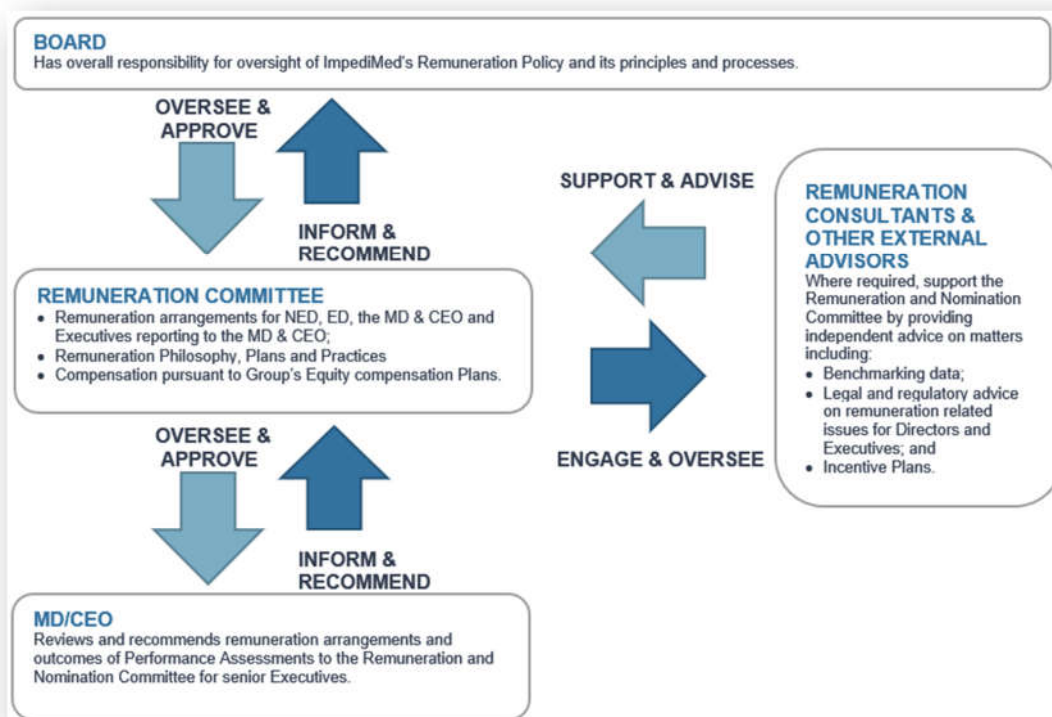 BOARD
Has overall responsibility for oversight of ImpediMed's Remuneration Policy and its principles and processes.
OVERSEE &
APPROVE
INFORM &
RECOMMEND
SUPPORT & ADVISE
REMUNERATION
CONSULTANTS &
OTHER EXTERNAL
ADVISORS
Where required, support the
Remuneration and Nomination
Committee by providing
independent advice on matters
including:
• Benchmarking data;
• Legal and regulatory advice
on remuneration related
issues for Directors and
Executives; and
• Incentive Plans.
ENGAGE & OVERSEE
REMUNERATION COMMITTEE
• Remuneration arrangements for NED, ED, the MD & CEO and
Executives reporting to the MD & CEO;
• Remuneration Philosophy, Plans and Practices
• Compensation pursuant to Group's Equity compensation Plans.
OVERSEE &
APPROVE
INFORM &
RECOMMEND
MD/CEO
Reviews and recommends remuneration arrangements and
outcomes of Performance Assessments to the Remuneration and
Nomination Committee for senior Executives.